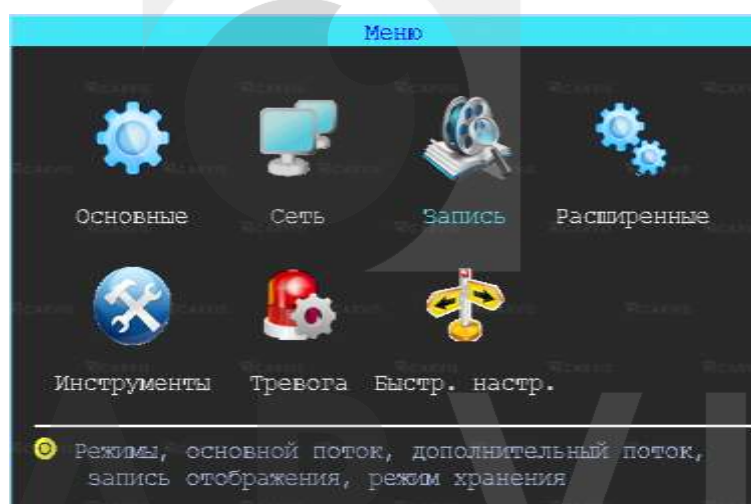 Меню
Основные Сеть Запись Расширенные
Инструменты Тревога Быстр. настр.
Режимы, основной поток, дополнительный поток,
запись отображения, режим хранения